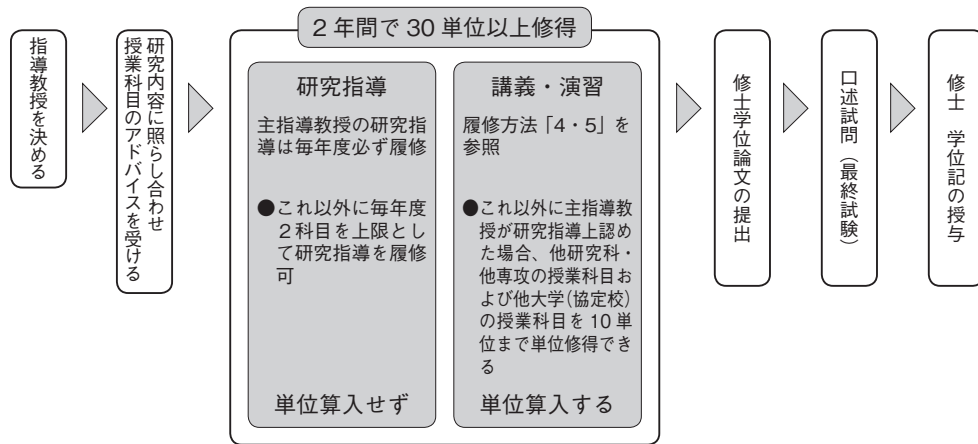 指導教授を決める
研究内容に照らし合わせ
授業科目のアドバイスを受ける
2年間で30単位以上修得
研究指導
主指導教授の研究指
導は毎年度必ず履修
●これ以外に毎年度
2科目を上限とし
て研究指導を履修
可
単位算入せず
講義・演習
履修方法「4・5」を
参照
●これ以外に主指導教
授が研究指導上認め
た場合、他研究科・
他専攻の授業科目お
よび他大学(協定校)
の授業科目を10単
位まで単位修得でき
る
単位算入する
修士学位論文の提出
口述試問(最終試験)
修士 学位記の授与